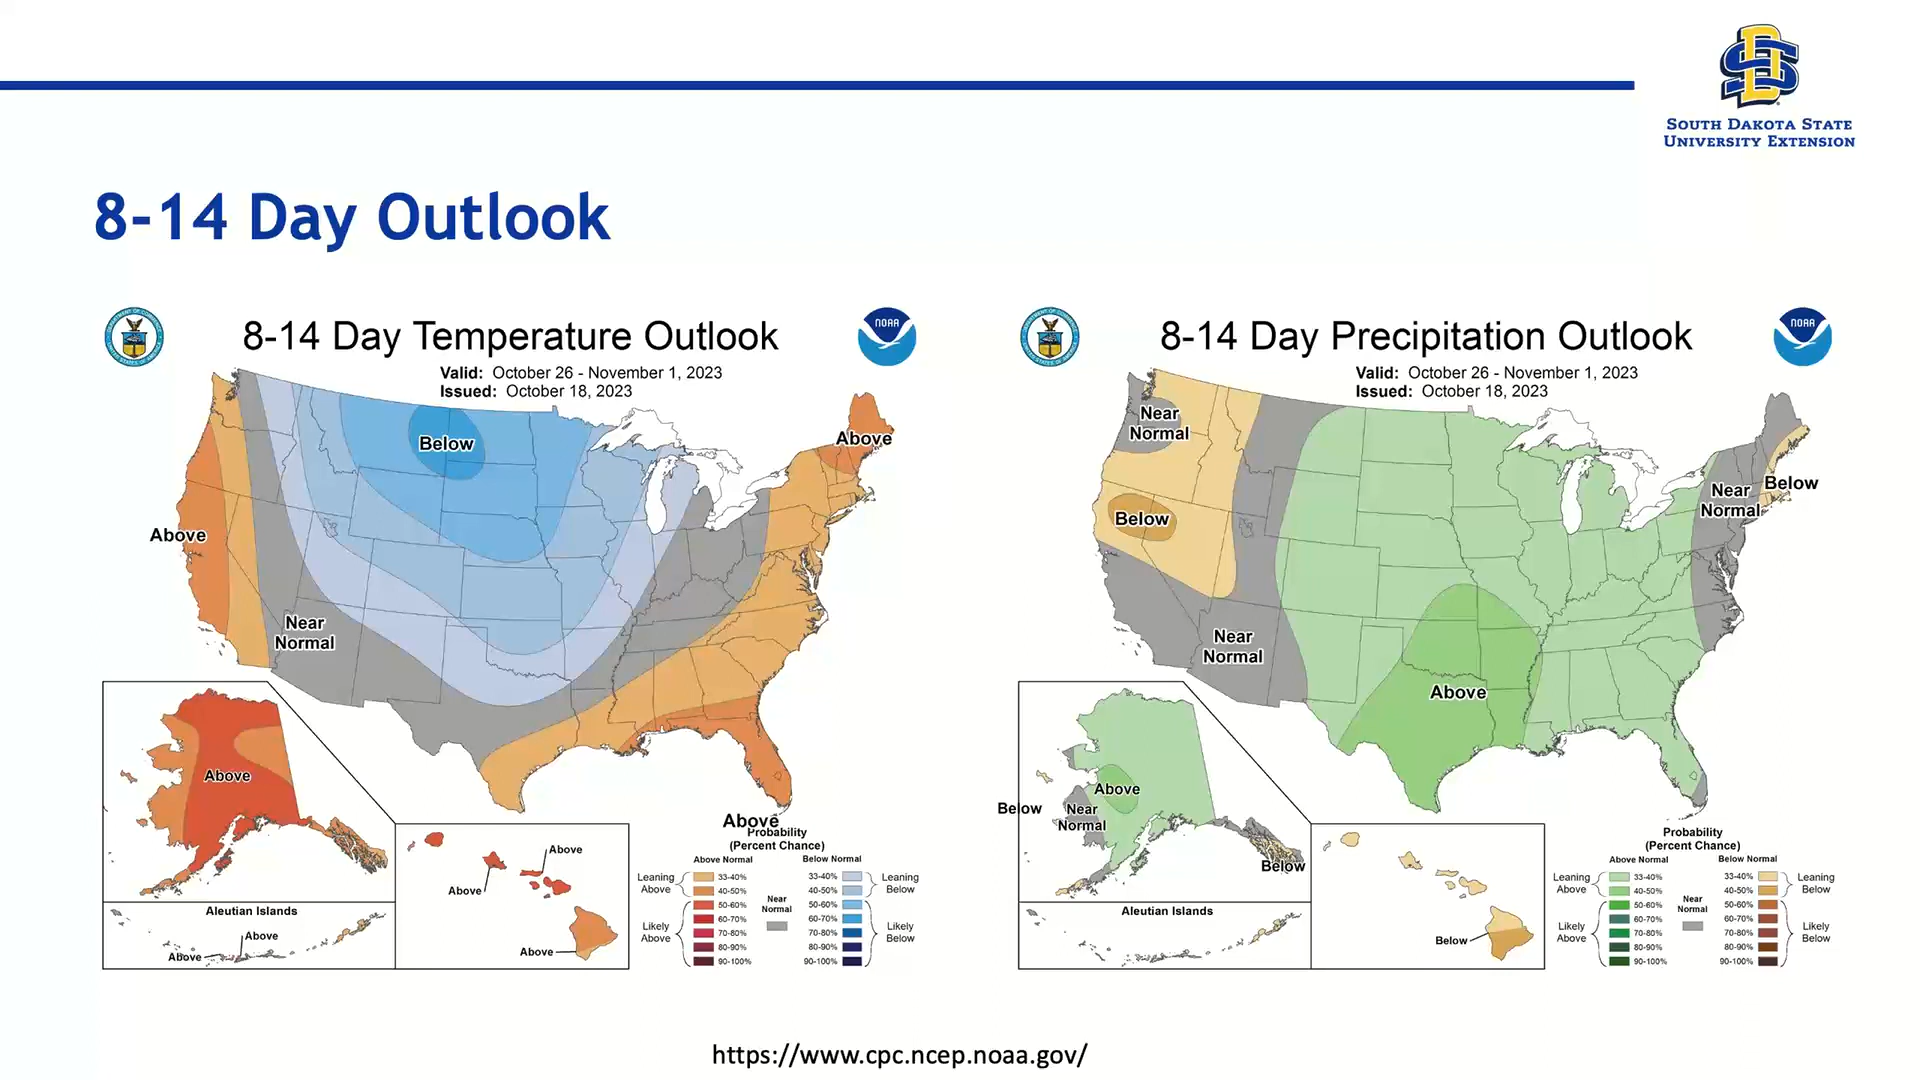 SOUTH DAKOTA STATE
UNIVERSITY EXTENSION
8-14 Day Outlook
NOAA
8-14 Day Temperature Outlook
Valid: October 26 - November 1, 2023
Issued: October 18, 2023
Below
Above
Above
Near
Normal
Above
Above
Aleutian Islands
Above
Above
Above
Above
Above
Probability
(Percent Chance)
Above Normal
Below Normal
Leaning
Above
33-40%
40-50%
50-60%
60-70%
70-80%
80-90%
90-100%
Likely
Above
Near
Normal
33-40%
40-50%
50-60%
60-70%
70-80%
80-90%
90-100%
Leaning
Below
Likely
Below
NOAA
8-14 Day Precipitation Outlook
Valid: October 26 - November 1, 2023
Issued: October 18, 2023
Near
Normal
Below
Near
Normal
Below
Near
Normal
Above
Above
Below
Near
Normal
Below
Aleutian Islands
Below
Probability
(Percent Chance)
Above Normal
Below Normal
Leaning
Above
33-40%
40-50%
50-60%
60-70%
70-80%
80-90%
90-100%
Likely
Above
Near
Normal
33-40%
40-50%
50-60%
60-70%
70-80%
80-90%
90-100%
Leaning
Below
Likely
Below
https://www.cpc.ncep.noaa.gov/